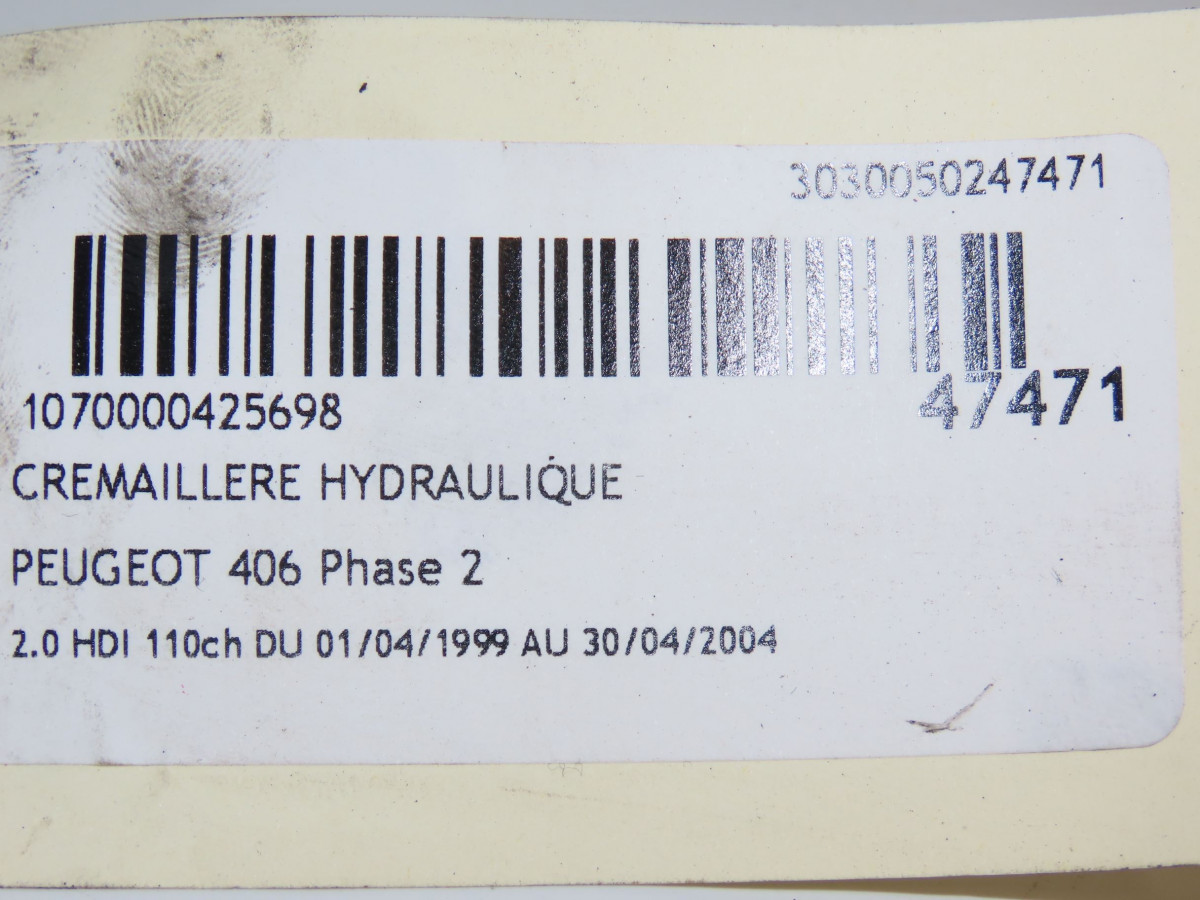 3030050247471
1070000425698
47471
CREMAILLERE HYDRAULIQUE
PEUGEOT 406 Phase 2
2.0 HDI 110ch DU 01/04/1999 AU 30/04/2004